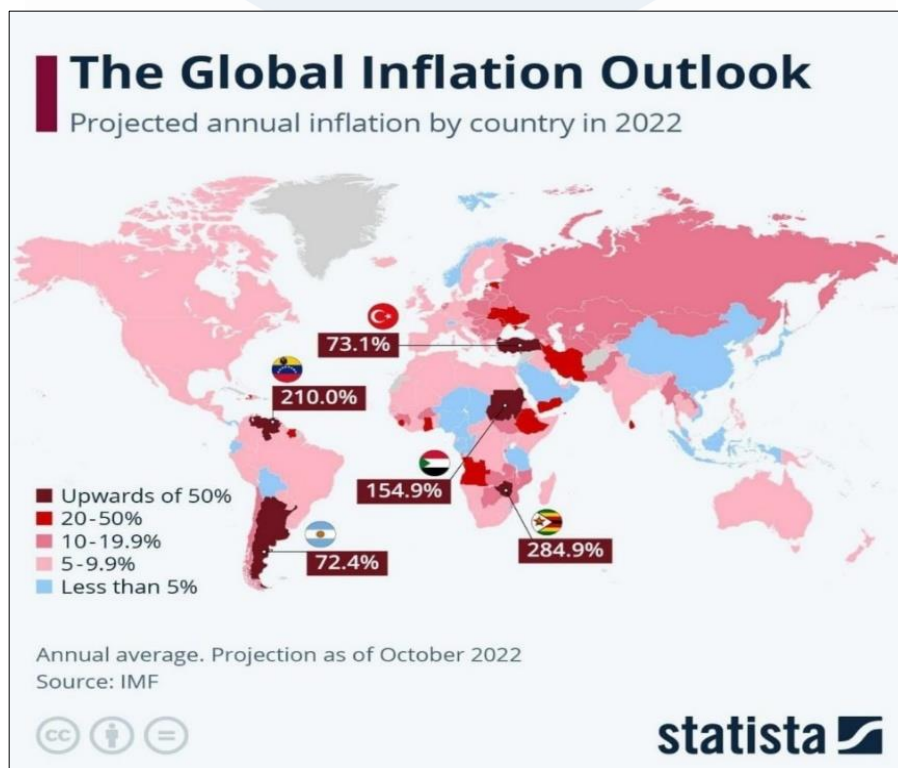 The Global Inflation Outlook
Projected annual inflation by country in 2022
73.1%
210.0%
154.9%
284.9%
72.4%
Upwards of 50%
20-50%
10-19.9%
5-9.9%
Less than 5%
Annual average. Projection as of October 2022
Source: IMF
cc
statista